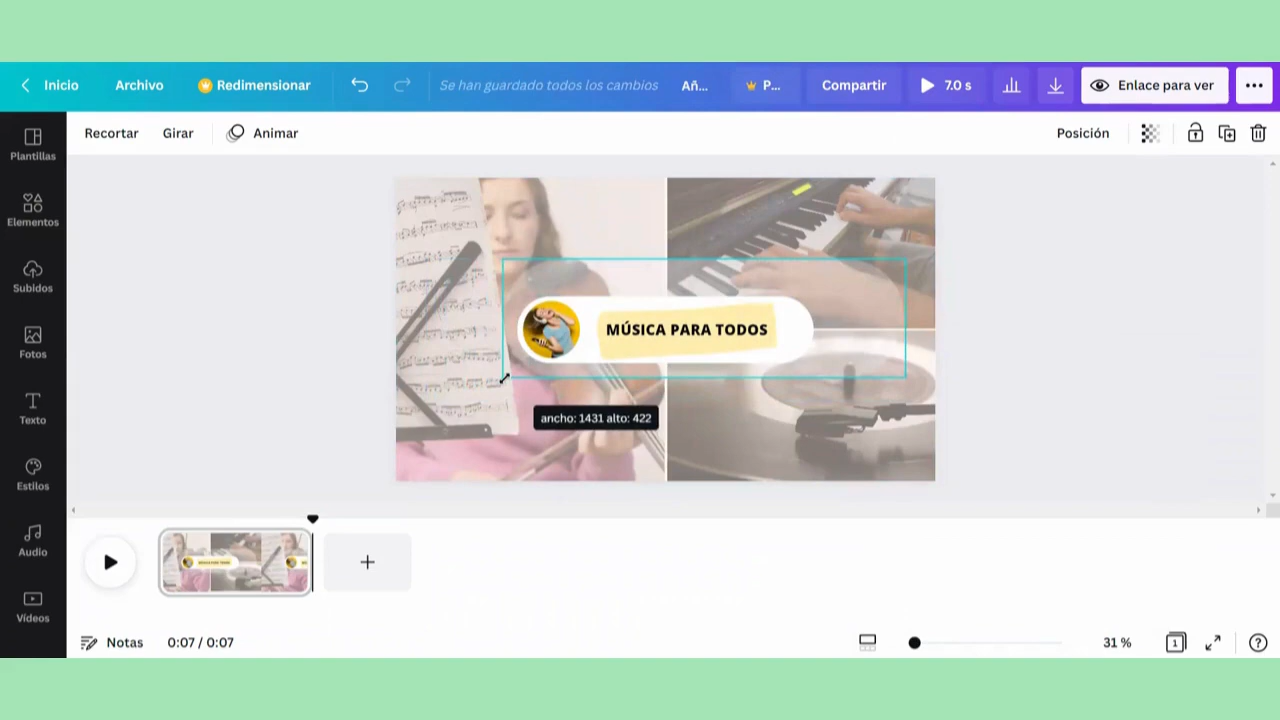 Inicio Archivo Redimensionar Se han guardado todos los cambios Añ... P... Compartir 7.0 s Enlace para ver
Recortar Girar Animar Posición
Plantillas
Elementos
Subidos
Fotos
Texto
Estilos
Audio
Vídeos
MÚSICA PARA TODOS
ancho: 1431 alto: 422
Notas 0:07 / 0:07 31 % 1 ?